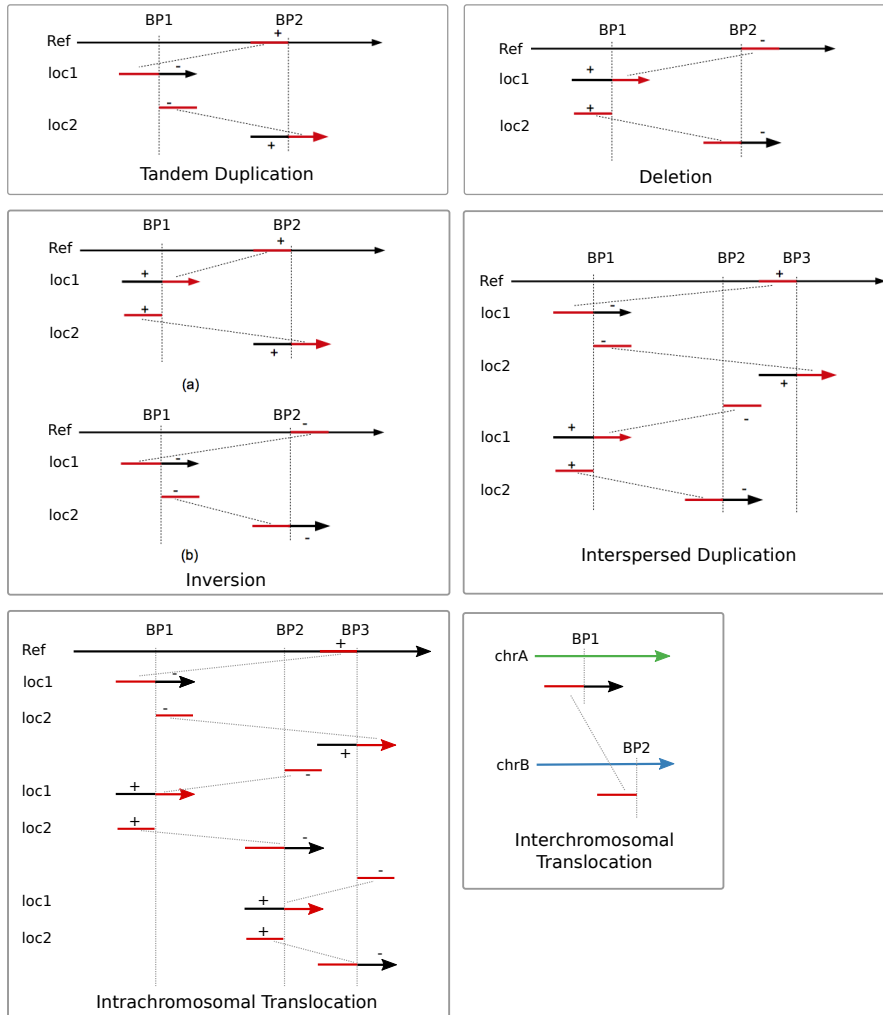 BP1 BP2
+
Ref
loc1 -
-
loc2
+
Tandem Duplication
BP1 BP2
Ref -
+
loc1
+
loc2
-
Deletion
BP1 BP2
+
Ref
+
loc1
+
loc2
+
(a)
BP1 BP2
-
Ref
loc1 -
-
loc2
-
(b)
Inversion
BP1 BP2 BP3
+
Ref
loc1 -
-
loc2
+
-
+
loc1
+
loc2 -
Interspersed Duplication
BP1 BP2 BP3
+
Ref
-
loc1
-
loc2
+
-
+
loc1
+
loc2 -
-
+
loc1
+
loc2
-
Intrachromosomal Translocation
BP1
chrA
BP2
chrB
Interchromosomal
Translocation